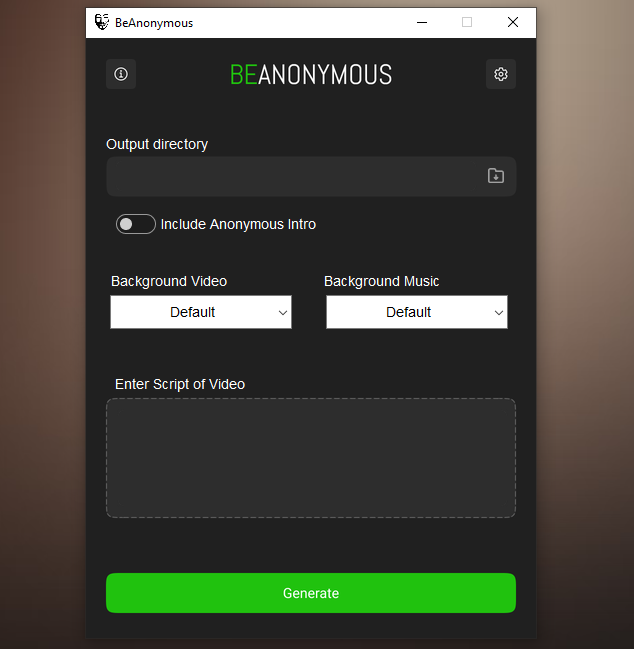 BeAnonymous
BEANONYMOUS
Output directory
Include Anonymous Intro
Background Video
Background Music
Default
Default
Enter Script of Video
Generate